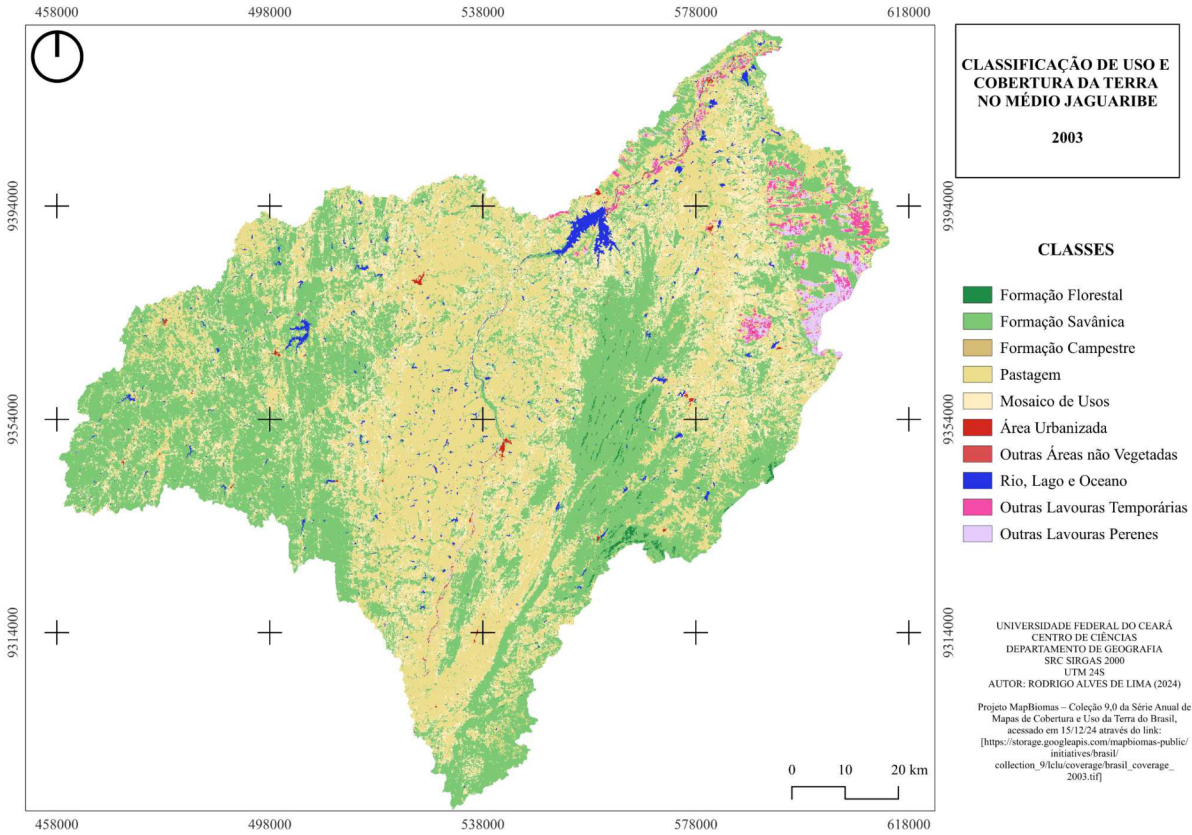 458000 498000 538000 578000 618000
CLASSIFICAÇÃO DE USO E
COBERTURA DA TERRA
NO MÉDIO JAGUARIBE
2003
9394000
9394000
9354000
9354000
9314000
9314000
CLASSES
Formação Florestal
Formação Savânica
Formação Campestre
Pastagem
Mosaico de Usos
Área Urbanizada
Outras Áreas não Vegetadas
Rio, Lago e Oceano
Outras Lavouras Temporárias
Outras Lavouras Perenes
UNIVERSIDADE FEDERAL DO CEARÁ
CENTRO DE CIÊNCIAS
DEPARTAMENTO DE GEOGRAFIA
SRC SIRGAS 2000
UTM 24S
AUTOR: RODRIGO ALVES DE LIMA (2024)
Projeto MapBiomas – Coleção 9,0 da Série Anual de
Mapas de Cobertura e Uso da Terra do Brasil,
acessado em 15/12/24 através do link:
[https://storage.googleapis.com/mapbiomas-public/
initiatives/brasil/
collection_9/lclu/coverage/brasil_coverage_
2003.tif]
0 10 20 km
458000 498000 538000 578000 618000